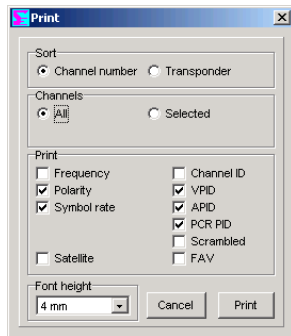 Print
Sort
Channel number Transponder
Channels
All Selected
Print
Frequency Channel ID
Polarity VPID
Symbol rate APID
PCR PID
Scrambled
Satellite FAV
Font height
4 mm Cancel Print